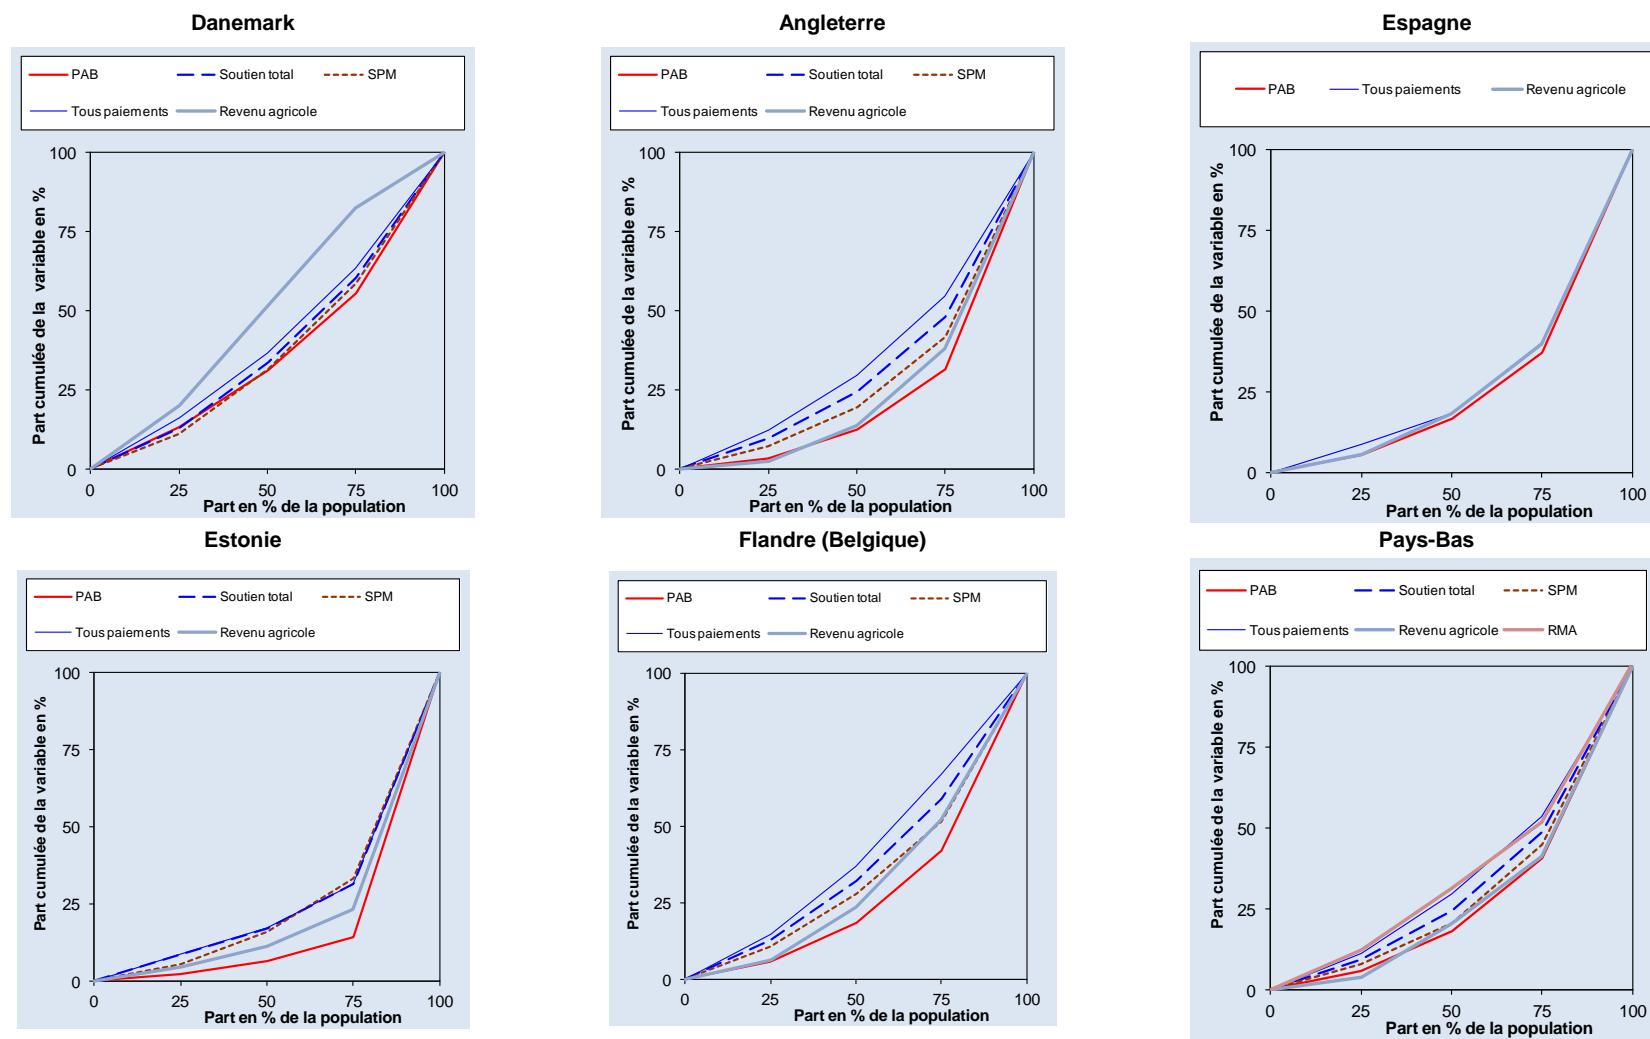 Danemark
PAB Soutien total SPM
Tous paiements Revenu agricole
Part cumulée de la variable en %
100
75
50
25
0
0 25 50 75 100
Part en % de la population
Angleterre
PAB Soutien total SPM
Tous paiements Revenu agricole
Part cumulée de la variable en %
100
75
50
25
0
0 25 50 75 100
Part en % de la population
Espagne
PAB Tous paiements Revenu agricole
Part cumulée de la variable en %
100
75
50
25
0
0 25 50 75 100
Part en % de la population
Estonie
PAB Soutien total SPM
Tous paiements Revenu agricole
Part cumulée de la variable en %
100
75
50
25
0
0 25 50 75 100
Part en % de la population
Flandre (Belgique)
PAB Soutien total SPM
Tous paiements Revenu agricole
Part cumulée de la variable en %
100
75
50
25
0
0 25 50 75 100
Part en % de la population
Pays-Bas
PAB Soutien total SPM
Tous paiements Revenu agricole RMA
Part cumulée de la variable en %
100
75
50
25
0
0 25 50 75 100
Part en % de la population